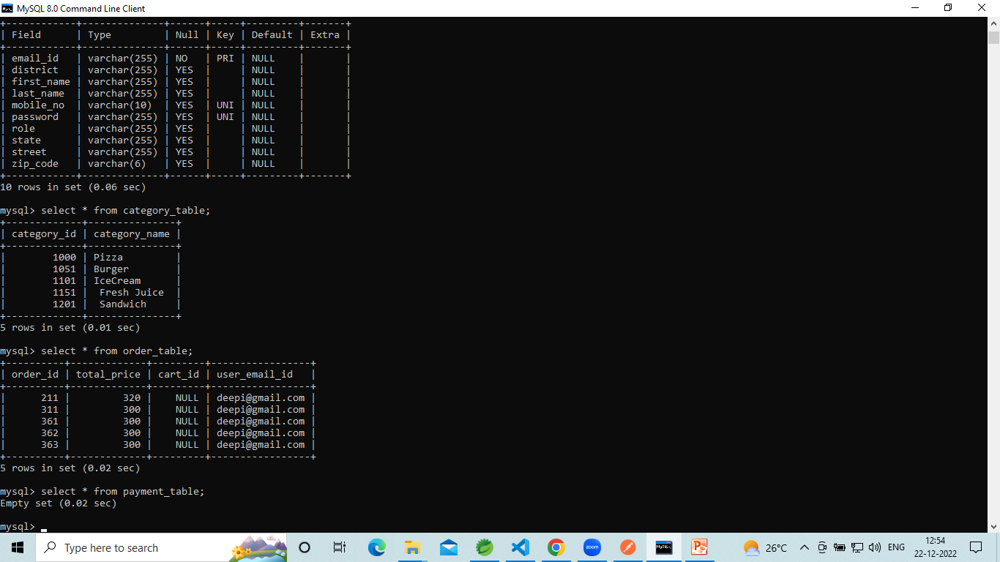 MySQL 8.0 Command Line Client
+------------+--------------+------+-----+---------+-------+
| Field      | Type         | Null | Key | Default | Extra |
+------------+--------------+------+-----+---------+-------+
| email_id   | varchar(255) | NO   | PRI | NULL    |       |
| district   | varchar(255) | YES  |     | NULL    |       |
| first_name | varchar(255) | YES  |     | NULL    |       |
| last_name  | varchar(255) | YES  |     | NULL    |       |
| mobile_no  | varchar(10)  | YES  | UNI | NULL    |       |
| password   | varchar(255) | YES  | UNI | NULL    |       |
| role       | varchar(255) | YES  |     | NULL    |       |
| state      | varchar(255) | YES  |     | NULL    |       |
| street     | varchar(255) | YES  |     | NULL    |       |
| zip_code   | varchar(6)   | YES  |     | NULL    |       |
+------------+--------------+------+-----+---------+-------+
10 rows in set (0.06 sec)
mysql> select * from category_table;
+-------------+---------------+
| category_id | category_name |
+-------------+---------------+
|        1000 | Pizza         |
|        1051 | Burger        |
|        1101 | IceCream      |
|        1151 |  Fresh Juice  |
|        1201 |  Sandwich     |
+-------------+---------------+
5 rows in set (0.01 sec)
mysql> select * from order_table;
+----------+-------------+---------+-----------------+
| order_id | total_price | cart_id | user_email_id   |
+----------+-------------+---------+-----------------+
|      211 |         320 |    NULL | deepi@gmail.com |
|      311 |         300 |    NULL | deepi@gmail.com |
|      361 |         300 |    NULL | deepi@gmail.com |
|      362 |         300 |    NULL | deepi@gmail.com |
|      363 |         300 |    NULL | deepi@gmail.com |
+----------+-------------+---------+-----------------+
5 rows in set (0.02 sec)
mysql> select * from payment_table;
Empty set (0.02 sec)
mysql> _
Type here to search
zoom
MySQL
26°C
ENG
12:54
22-12-2022